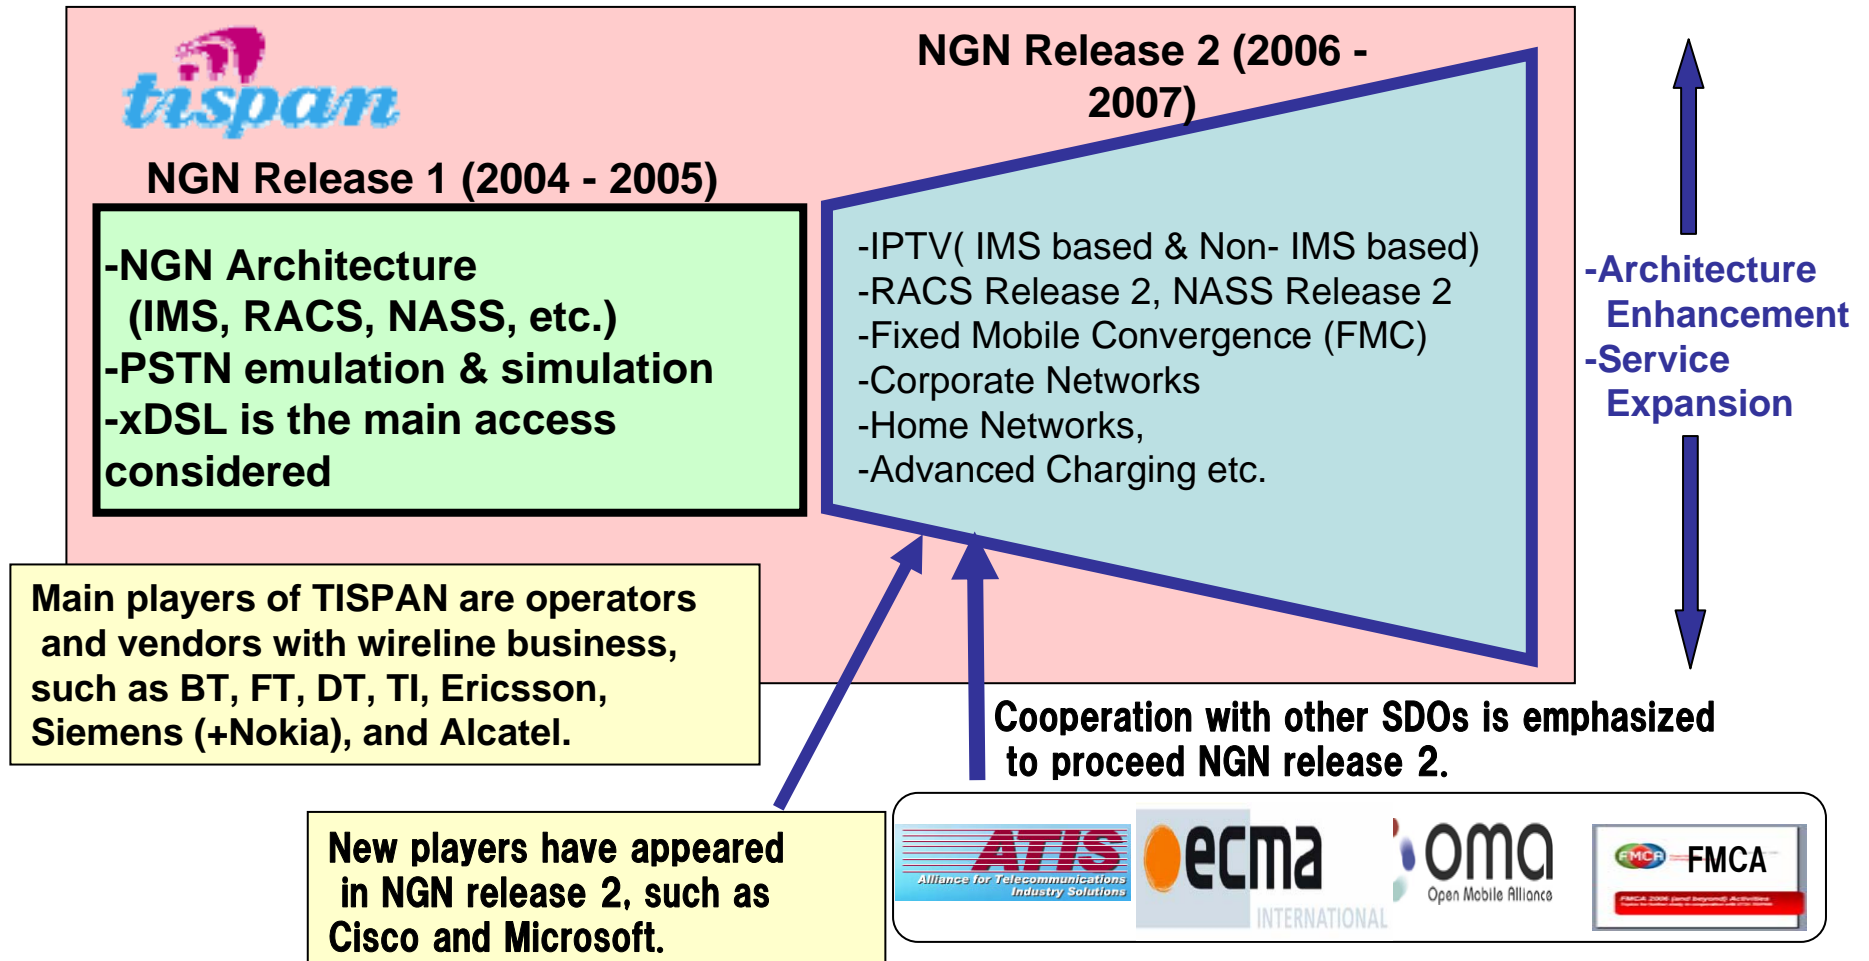 tispan
NGN Release 1 (2004 - 2005)
-NGN Architecture
(IMS, RACS, NASS, etc.)
-PSTN emulation & simulation
-xDSL is the main access
considered
NGN Release 2 (2006 -
2007)
-IPTV( IMS based & Non- IMS based)
-RACS Release 2, NASS Release 2
-Fixed Mobile Convergence (FMC)
-Corporate Networks
-Home Networks,
-Advanced Charging etc.
-Architecture
Enhancement
-Service
Expansion
Main players of TISPAN are operators
and vendors with wireline business,
such as BT, FT, DT, TI, Ericsson,
Siemens (+Nokia), and Alcatel.
New players have appeared
in NGN release 2, such as
Cisco and Microsoft.
Cooperation with other SDOs is emphasized
to proceed NGN release 2.
ATIS
Alliance for Telecommunications
Industry Solutions
ecma
INTERNATIONAL
oma
Open Mobile Alliance
FMCA
FMCA
FMCA 2006 (and beyond) Activities